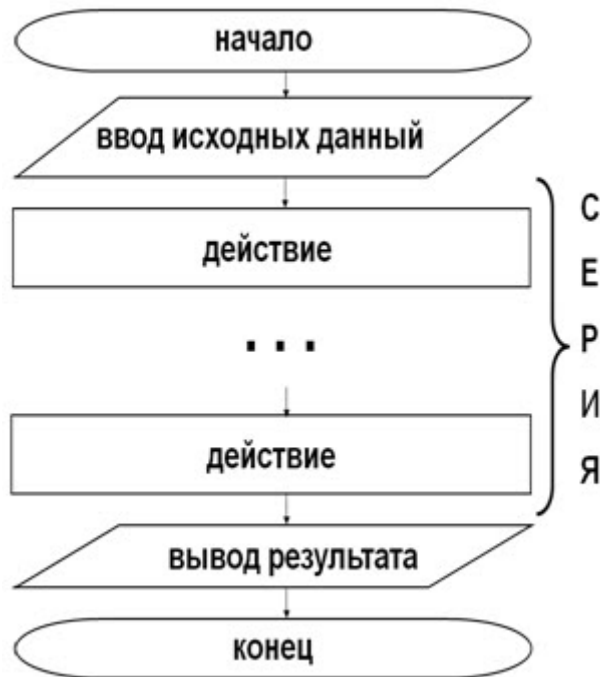 начало
ввод исходных данный
действие
. . .
действие
вывод результата
конец
С
Е
Р
И
Я